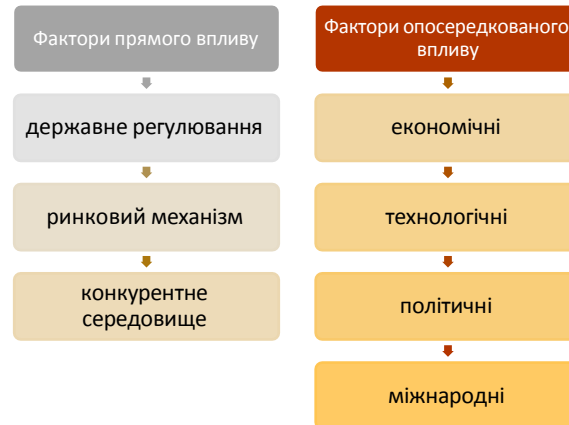 Фактори прямого впливу
державне регулювання
ринковий механізм
конкурентне
середовище
Фактори опосередкованого
впливу
економічні
технологічні
політичні
міжнародні